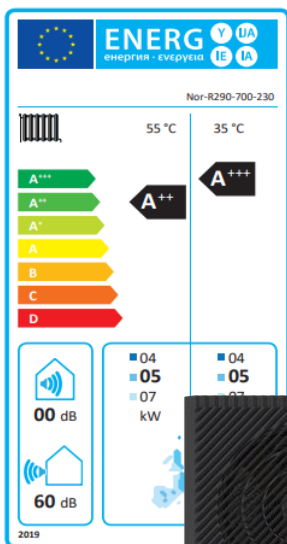 ENERG Y IJA
енергия · ενεργεια IE IA
Nor-R290-700-230
55 °C 35 °C
A+++
A++
A+
A
B
C
D
A++
A+++
00 dB
60 dB
04
05
07
kW
04
05
2019